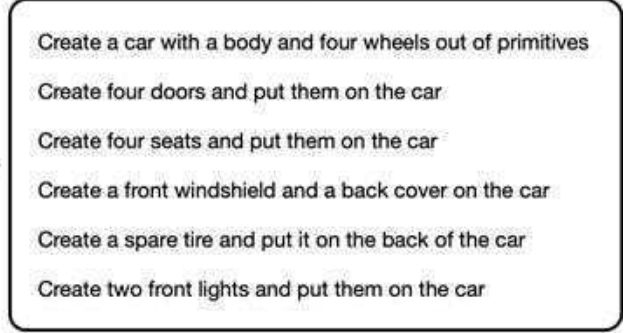 Create a car with a body and four wheels out of primitives
Create four doors and put them on the car
Create four seats and put them on the car
Create a front windshield and a back cover on the car
Create a spare tire and put it on the back of the car
Create two front lights and put them on the car